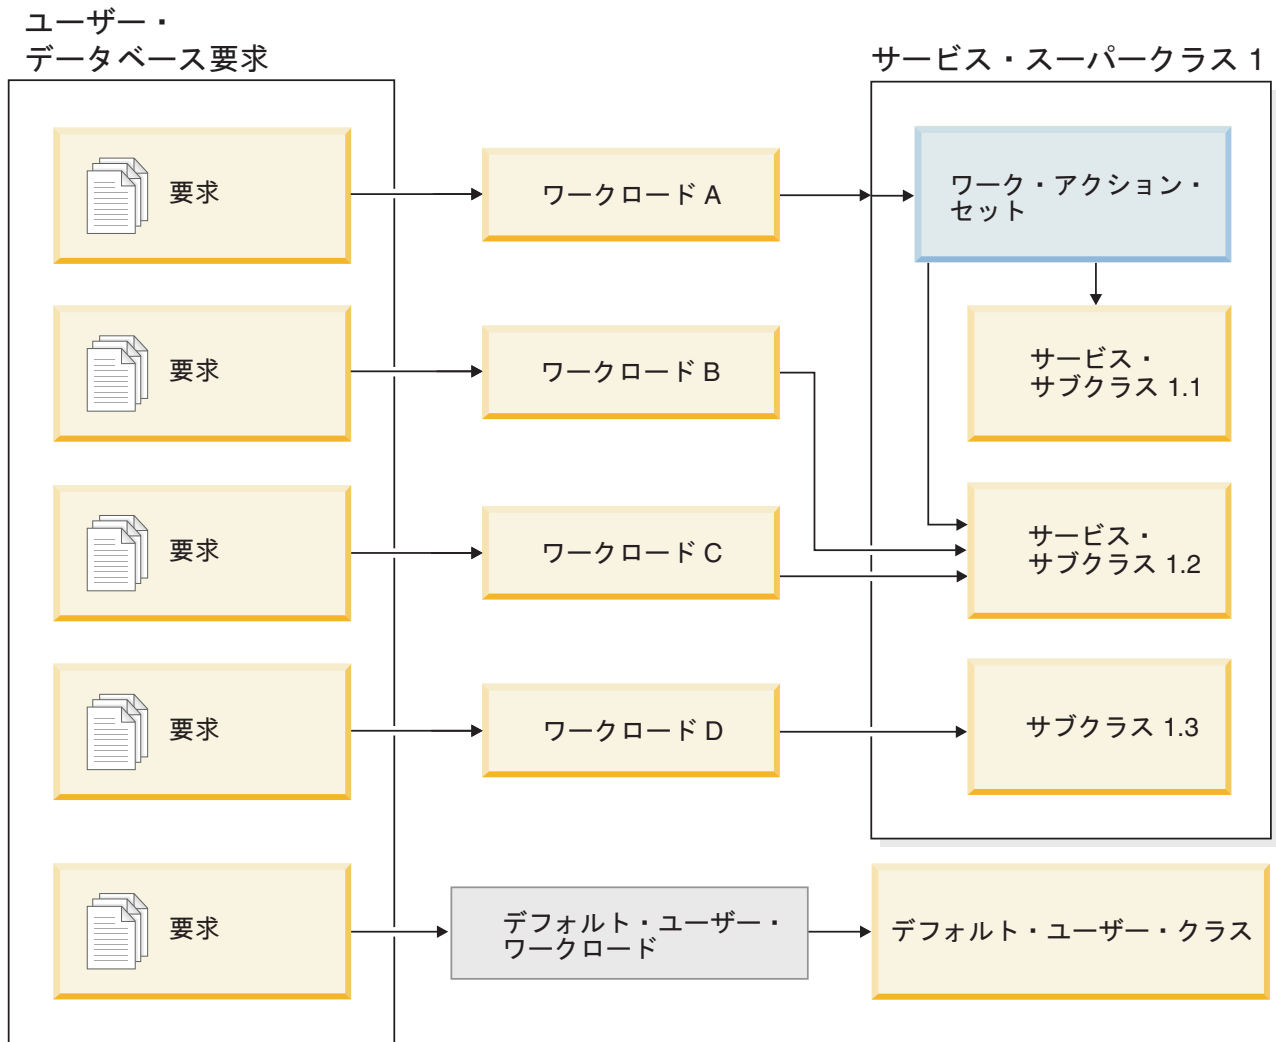 ユーザー・
データベース要求
サービス・スーパークラス 1
要求
ワークロード A
ワーク・アクション・
セット
サービス・
サブクラス 1.1
要求
ワークロード B
要求
ワークロード C
サービス・
サブクラス 1.2
要求
ワークロード D
サブクラス 1.3
要求
デフォルト・ユーザー・
ワークロード
デフォルト・ユーザー・クラス